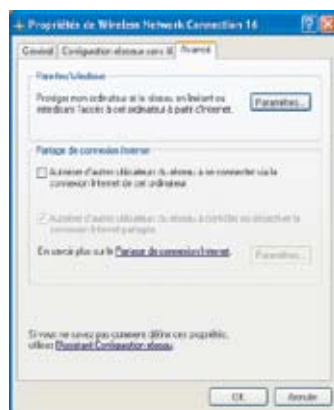 Propriétés de Wireless Network Connection 14
Général
Configuration réseaux sans fil
Avancé
Pare-feu Windows
Protéger mon ordinateur et le réseau en limitant ou
interdisant l'accès à cet ordinateur à partir d'Internet.
Paramètres...
Partage de connexion Internet
Autoriser d'autres utilisateurs du réseau à se connecter via la
connexion Internet de cet ordinateur
Autoriser d'autres utilisateurs du réseau à contrôler ou désactiver la
connexion Internet partagée
En savoir plus sur le Partage de connexion Internet.
Paramètres...
Si vous ne savez pas comment définir ces propriétés,
utilisez l'Assistant Configuration réseau.
OK
Annuler